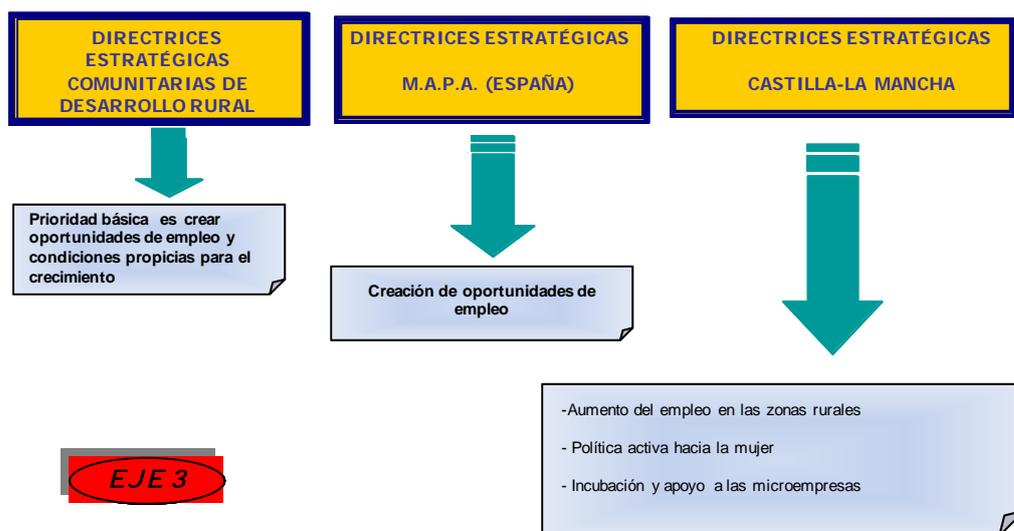 DIRECTRICES
ESTRATÉGICAS
COMUNITARIAS DE
DESARROLLO RURAL
Prioridad básica es crear
oportunidades de empleo y
condiciones propicias para el
crecimiento
DIRECTRICES ESTRATÉGICAS
M.A.P.A. (ESPAÑA)
Creación de oportunidades de
empleo
DIRECTRICES ESTRATÉGICAS
CASTILLA-LA MANCHA
-Aumento del empleo en las zonas rurales
- Política activa hacia la mujer
- Incubación y apoyo a las microempresas
EJE 3